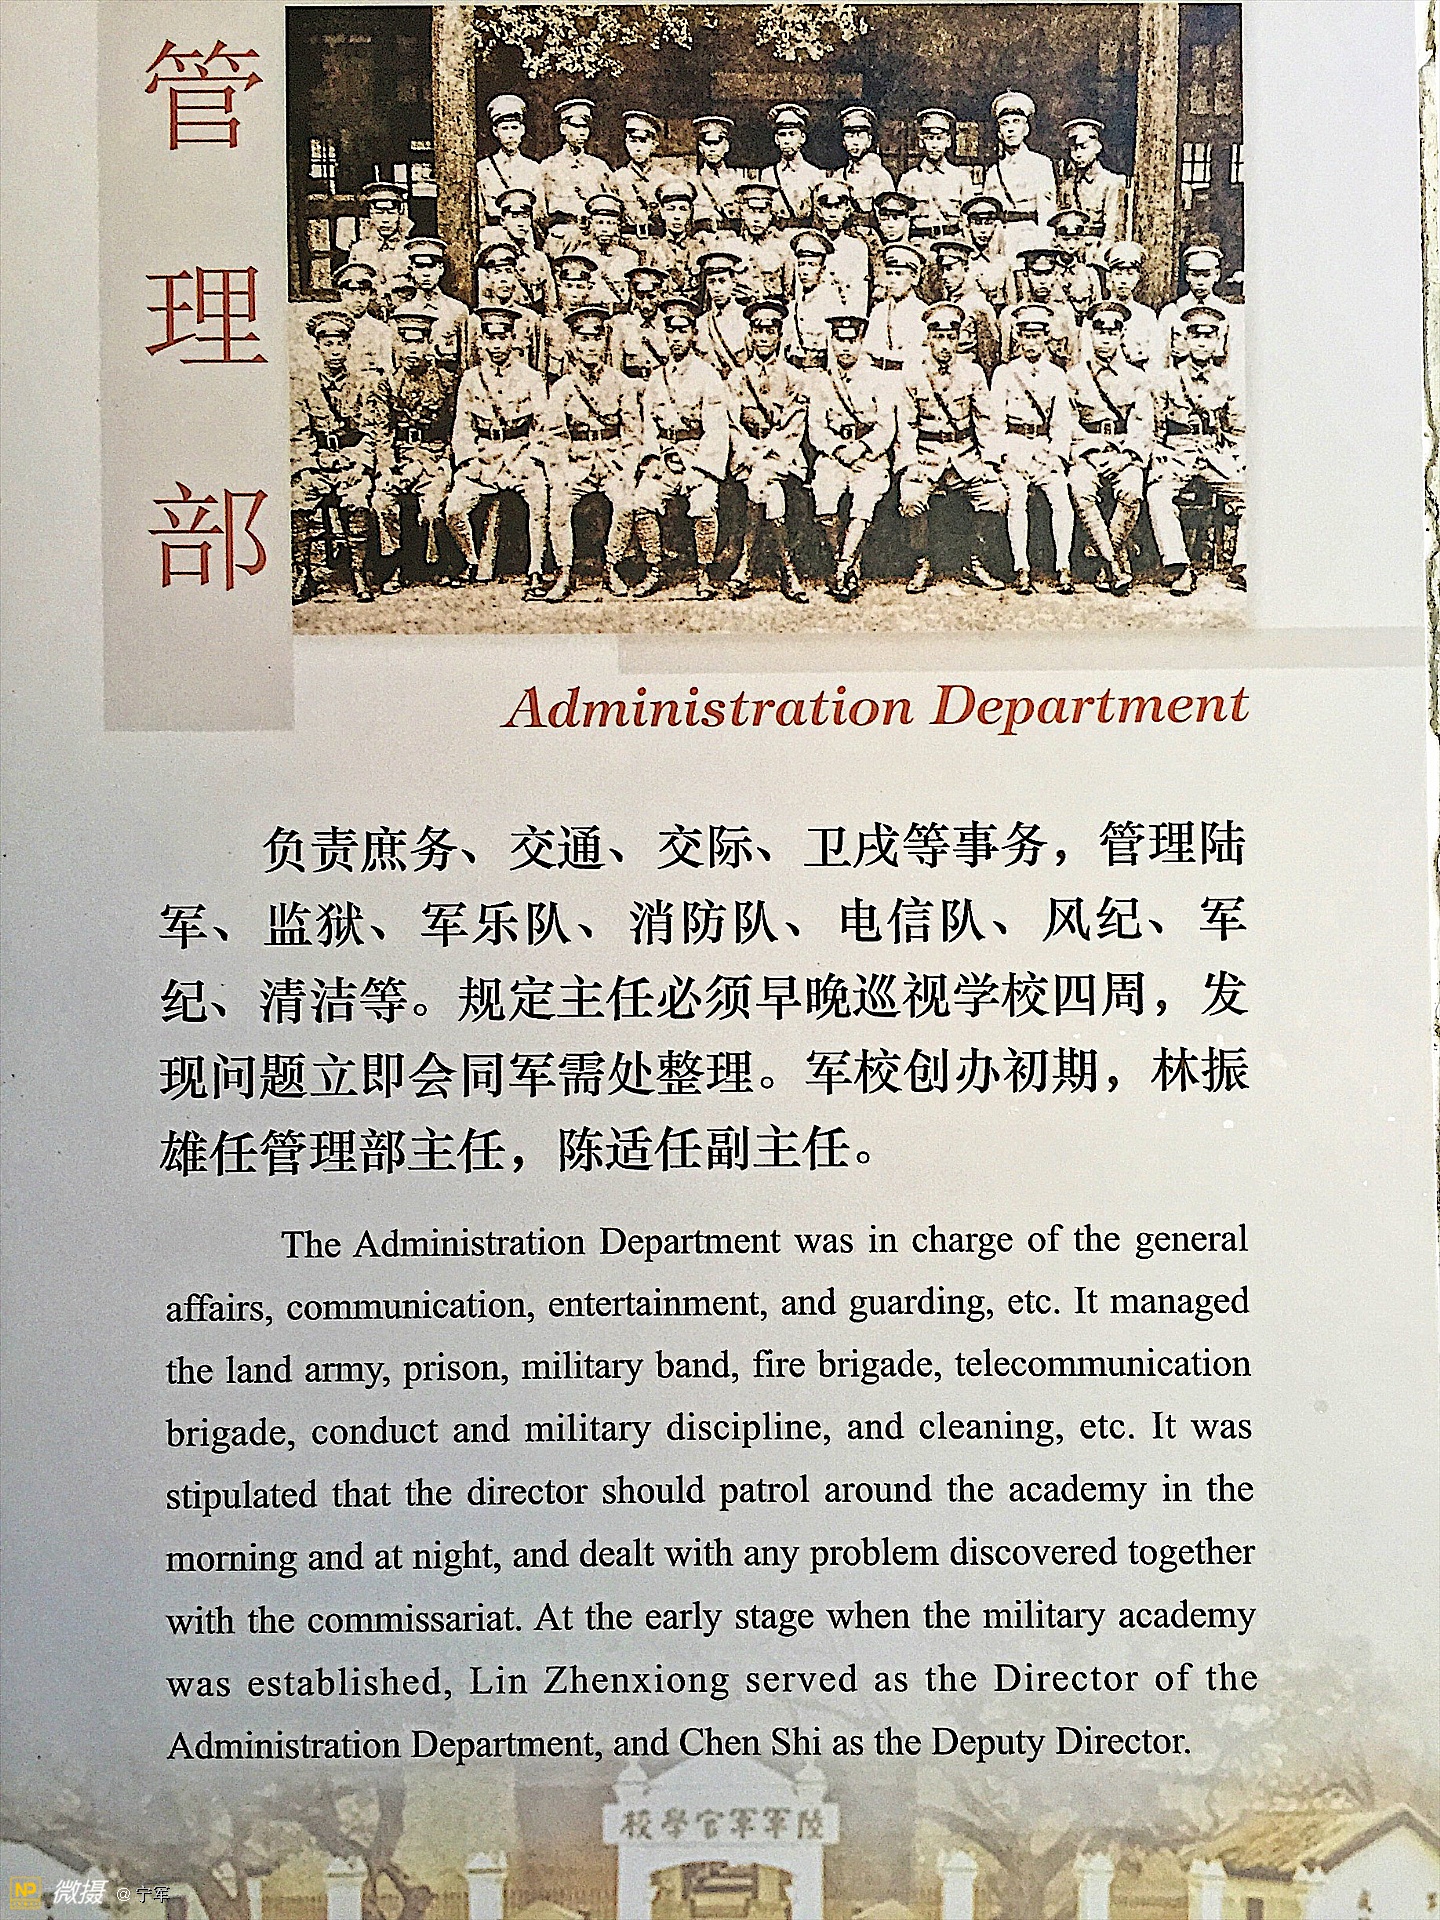 管理部
Administration Department
负责庶务、交通、交际、卫戌等事务，管理陆
军、监狱、军乐队、消防队、电信队、风纪、军
纪、清洁等。规定主任必须早晚巡视学校四周，发
现问题立即会同军需处整理。军校创办初期，林振
雄任管理部主任，陈适任副主任。
The Administration Department was in charge of the general
affairs, communication, entertainment, and guarding, etc. It managed
the land army, prison, military band, fire brigade, telecommunication
brigade, conduct and military discipline, and cleaning, etc. It was
stipulated that the director should patrol around the academy in the
morning and at night, and dealt with any problem discovered together
with the commissariat. At the early stage when the military academy
was established, Lin Zhenxiong served as the Director of the
Administration Department, and Chen Shi as the Deputy Director.
校學官軍軍陸
NP 微摄 @ 宁军